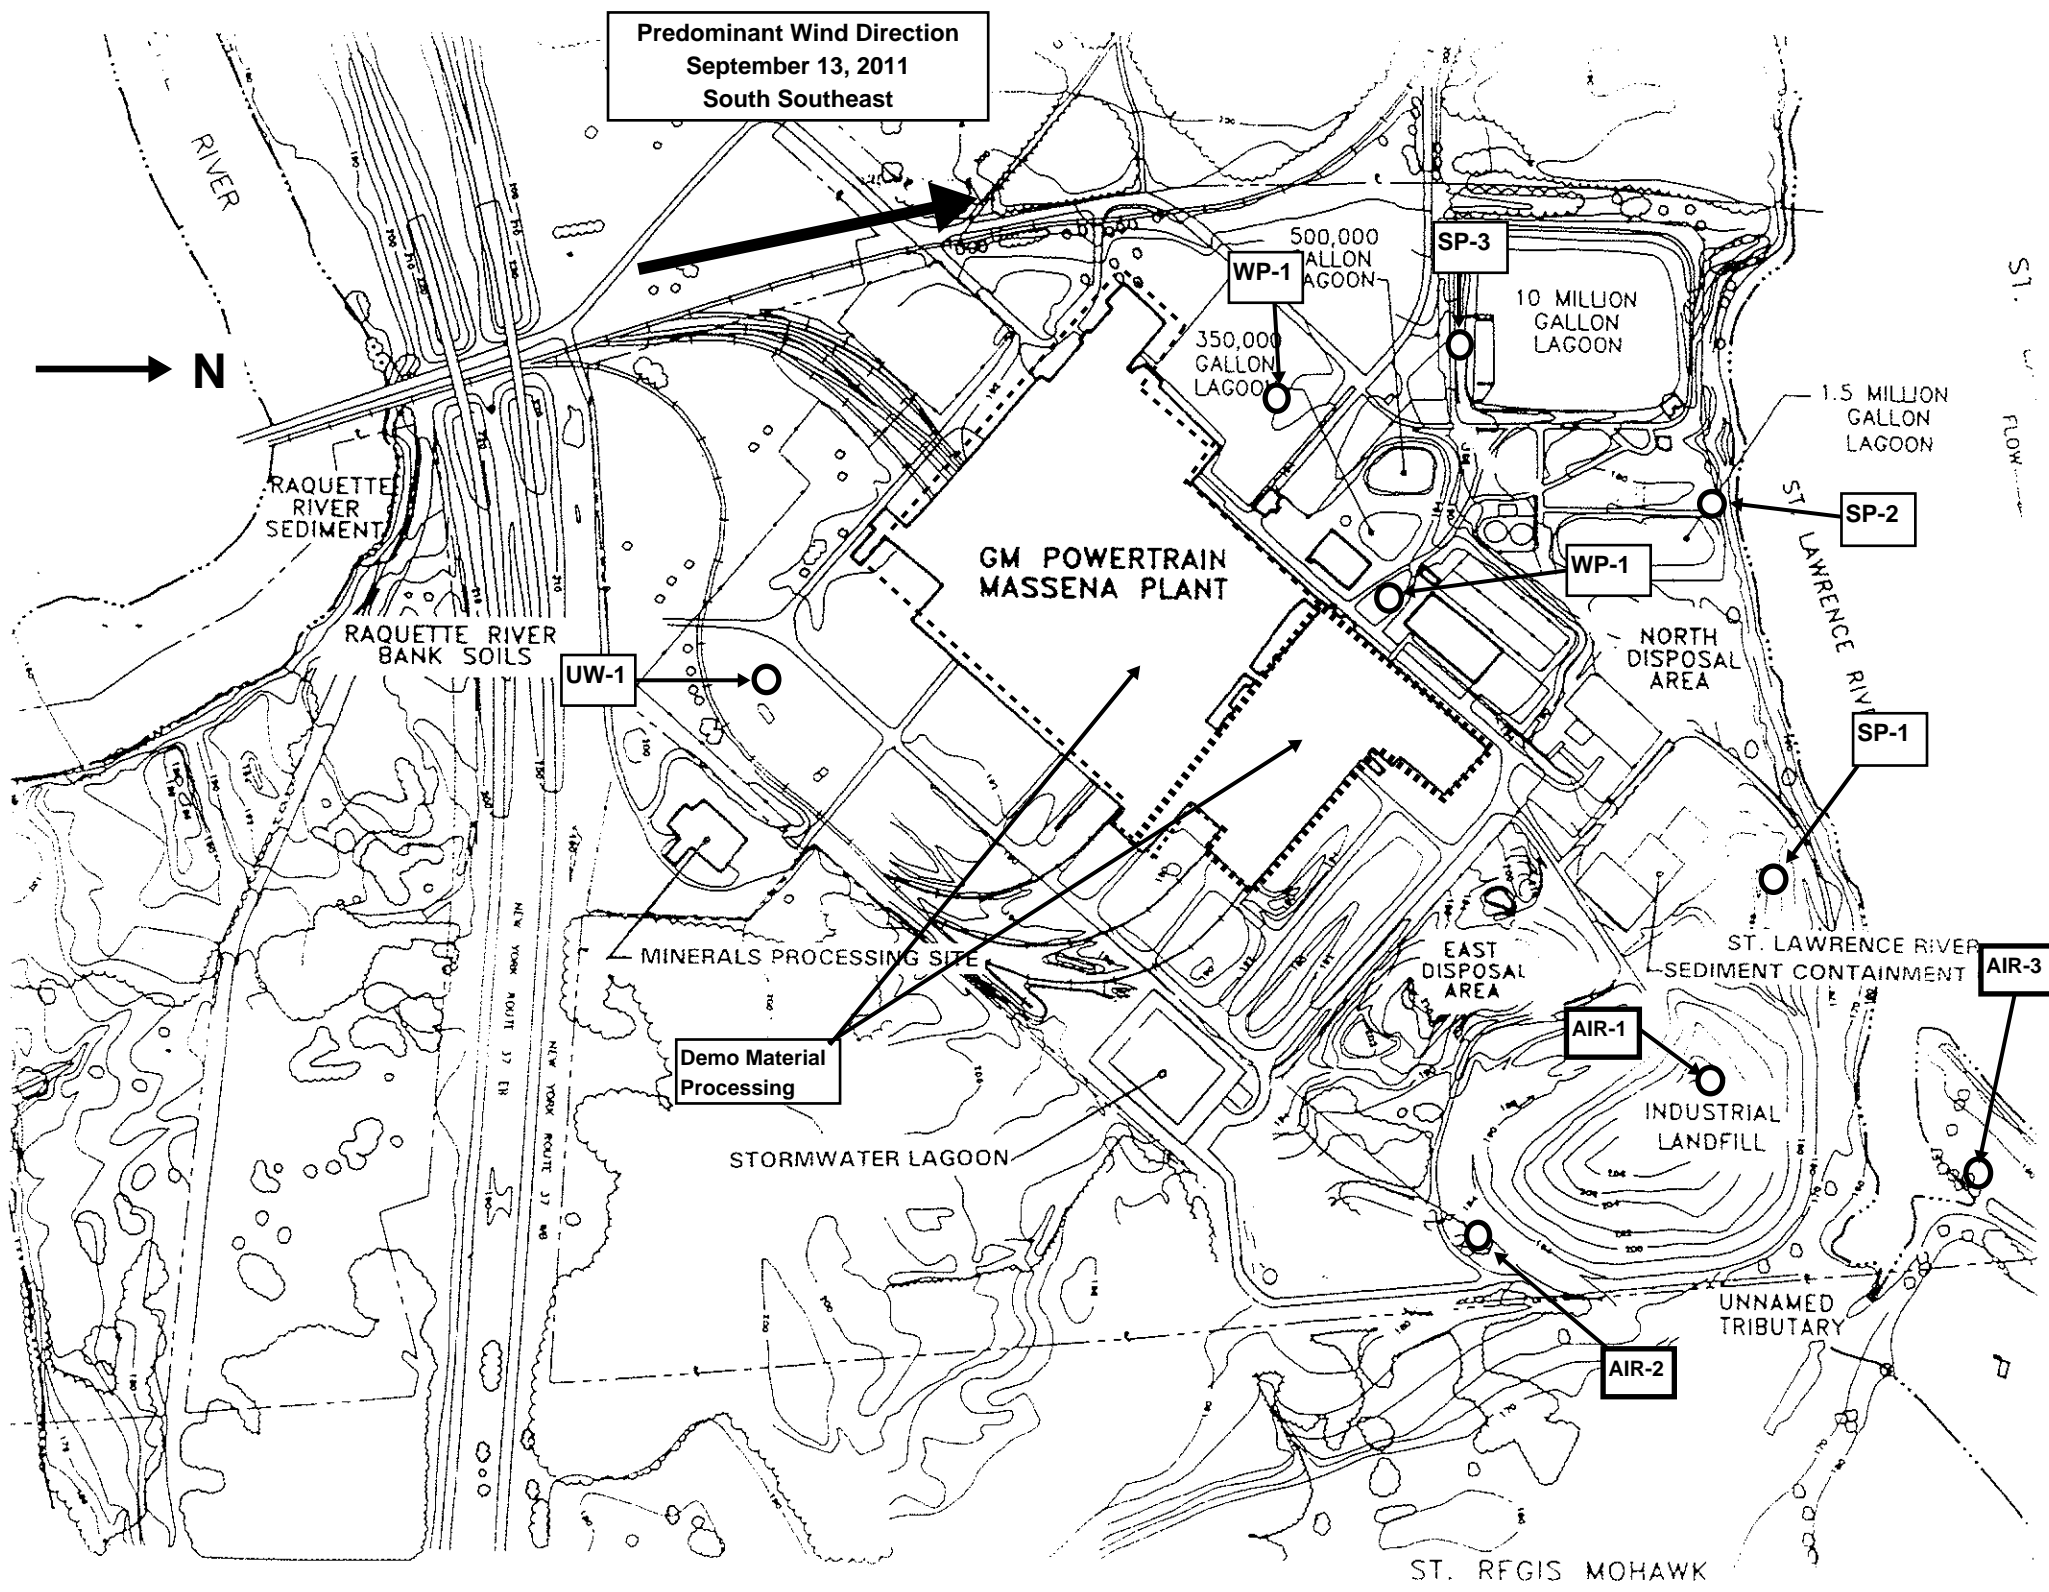 Predominant Wind Direction
September 13, 2011
South Southeast
RIVER
N
500,000
ALLON
AGOON
WP-1
SP-3
10 MILLION
GALLON
LAGOON
350,000
GALLON
LAGOON
1.5 MILLION
GALLON
LAGOON
ST.
FLOW
RAQUETTE
RIVER
SEDIMENT
SP-2
ST. LAWRENCE RIV
GM POWERTRAIN
MASSENA PLANT
WP-1
RAQUETTE RIVER
BANK SOILS
UW-1
NORTH
DISPOSAL
AREA
SP-1
NEW YORK ROUTE 37 EB
NEW YORK ROUTE 37 WB
MINERALS PROCESSING SITE
EAST
DISPOSAL
AREA
ST. LAWRENCE RIVER
SEDIMENT CONTAINMENT
AIR-3
AIR-1
Demo Material
Processing
INDUSTRIAL
LANDFILL
STORMWATER LAGOON
UNNAMED
TRIBUTARY
AIR-2
ST. REGIS MOHAWK